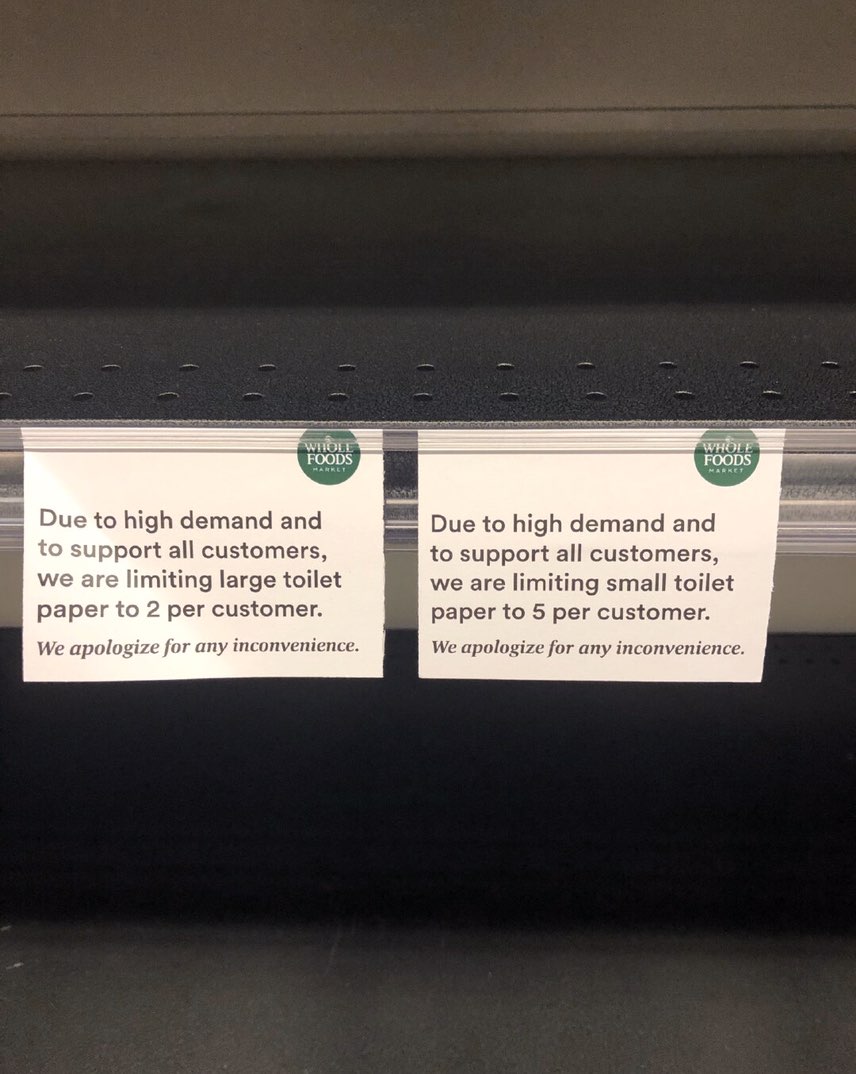 WHOLE
FOODS
MARKET
Due to high demand and
to support all customers,
we are limiting large toilet
paper to 2 per customer.
We apologize for any inconvenience.
WHOLE
FOODS
MARKET
Due to high demand and
to support all customers,
we are limiting small toilet
paper to 5 per customer.
We apologize for any inconvenience.